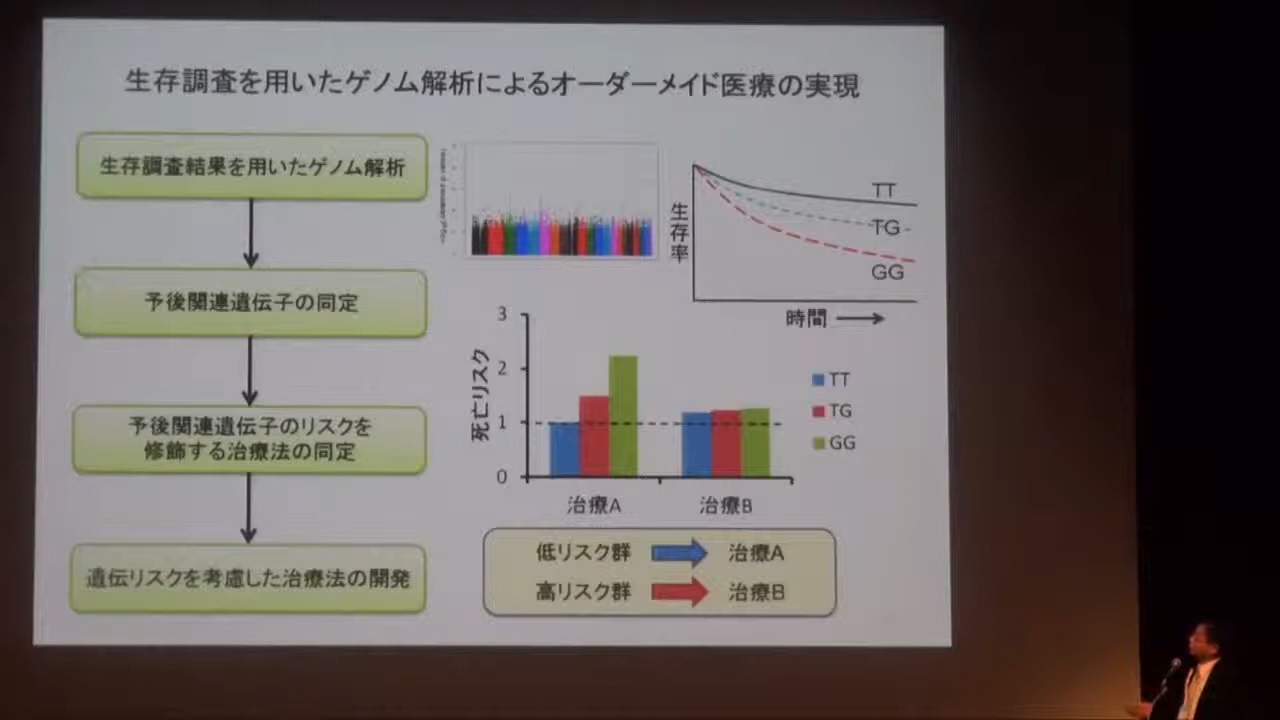 生存調査を用いたゲノム解析によるオーダーメイド医療の実現
生存調査結果を用いたゲノム解析
予後関連遺伝子の同定
予後関連遺伝子のリスクを
修飾する治療法の同定
遺伝リスクを考慮した治療法の開発
生存率
TT
TG
GG
時間
死亡リスク
3
2
1
0
治療A
治療B
TT
TG
GG
低リスク群 治療A
高リスク群 治療B